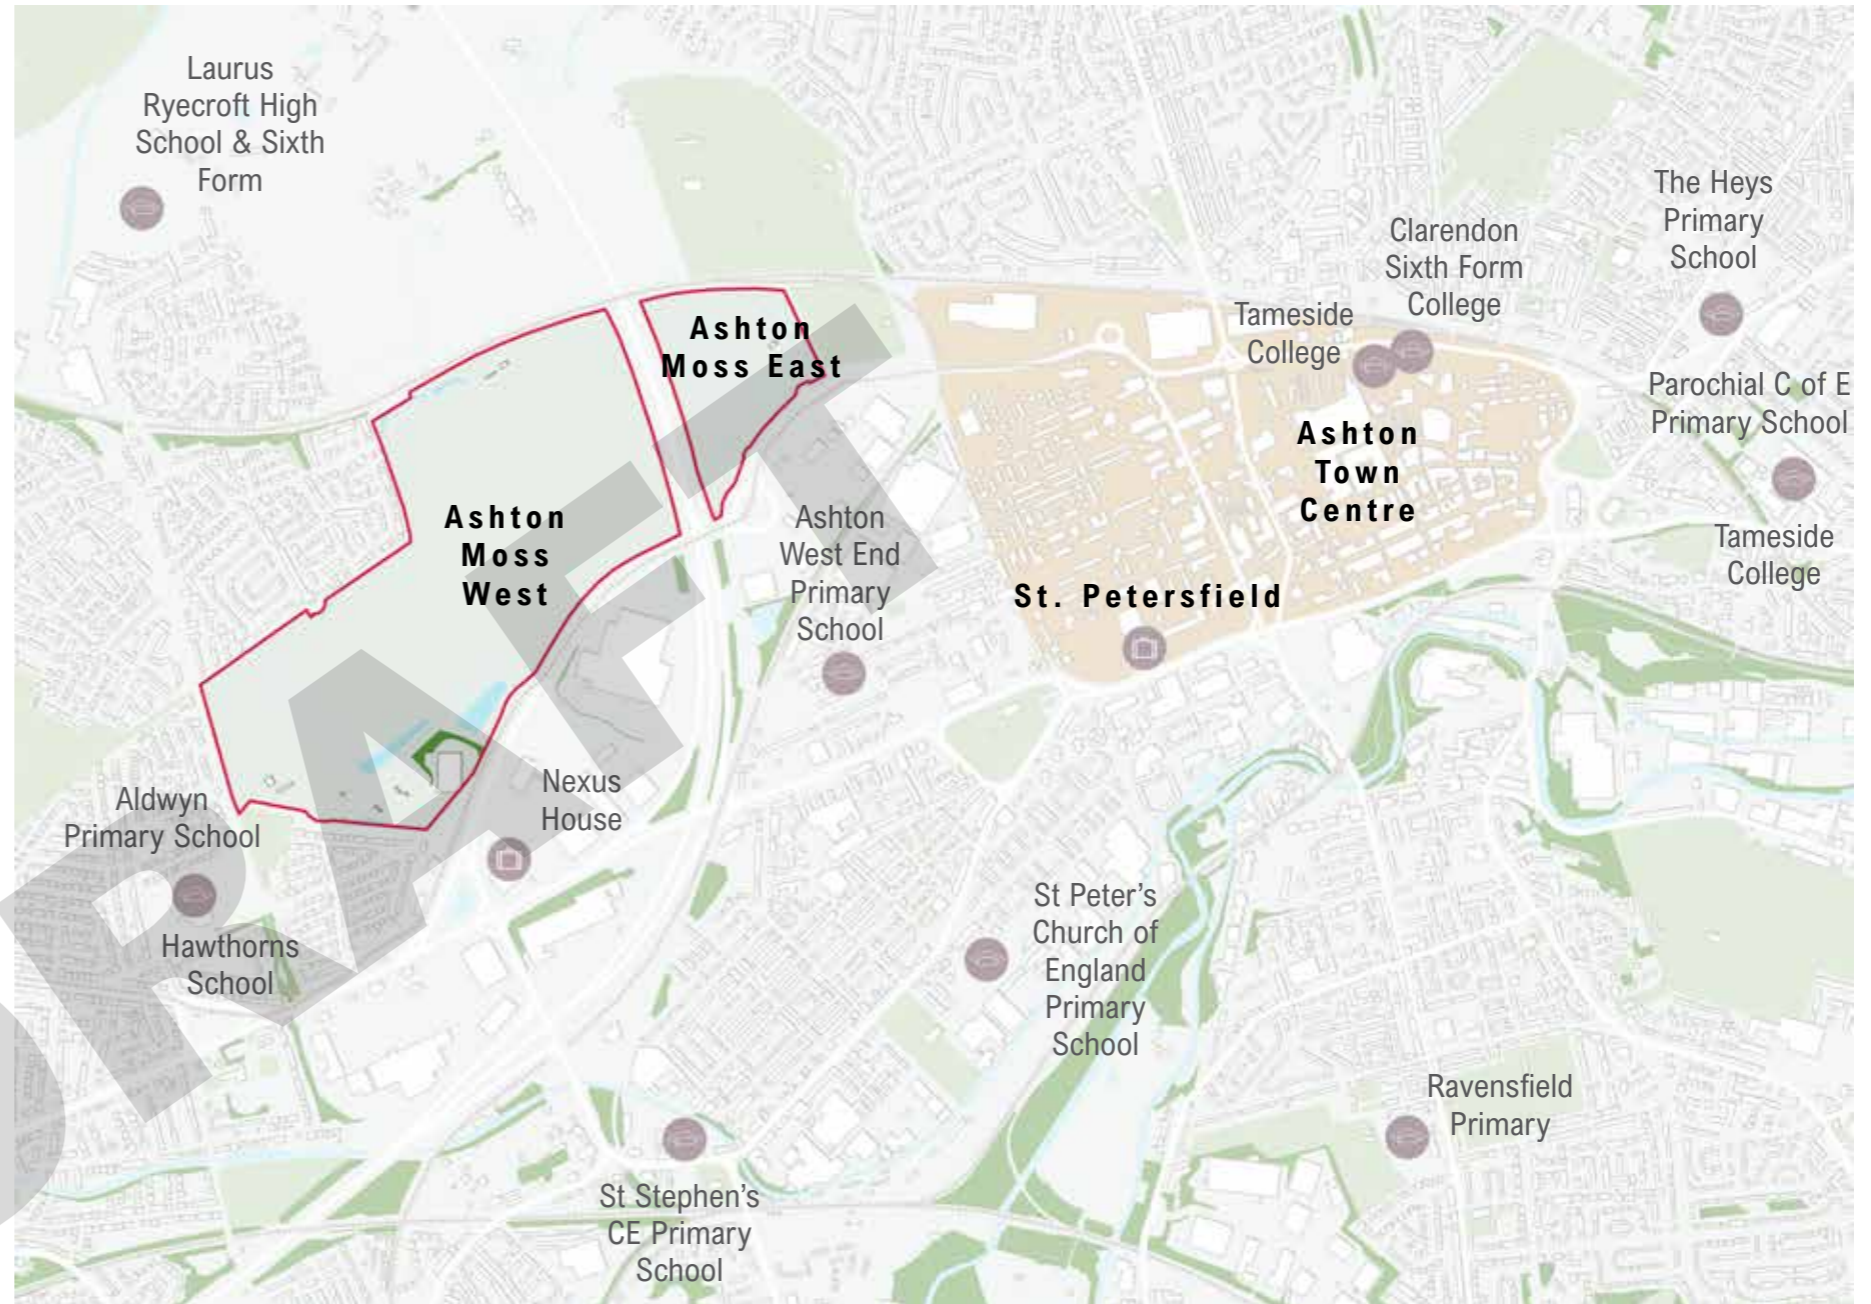 Laurus
Ryecroft High
School & Sixth
Form
The Heys
Primary
School
Clarendon
Sixth Form
College
Tameside
College
Ashton
Moss East
Parochial C of E
Primary School
Ashton
Town
Centre
Ashton
Moss
West
Ashton
West End
Primary
School
Tameside
College
St. Petersfield
Nexus
House
Aldwyn
Primary School
Hawthorns
School
St Peter's
Church of
England
Primary
School
Ravensfield
Primary
St Stephen's
CE Primary
School
DRAFT